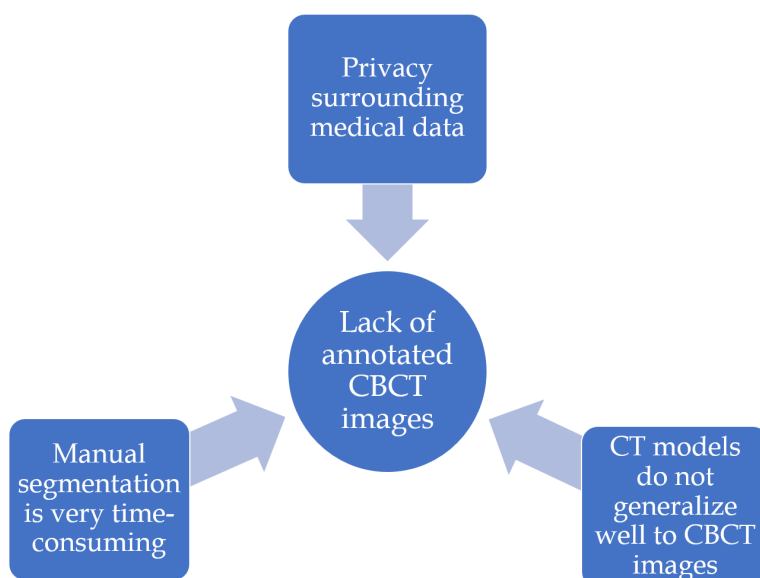 Privacy
surrounding
medical data
Lack of
annotated
CBCT
images
Manual
segmentation
is very time-
consuming
CT models
do not
generalize
well to CBCT
images